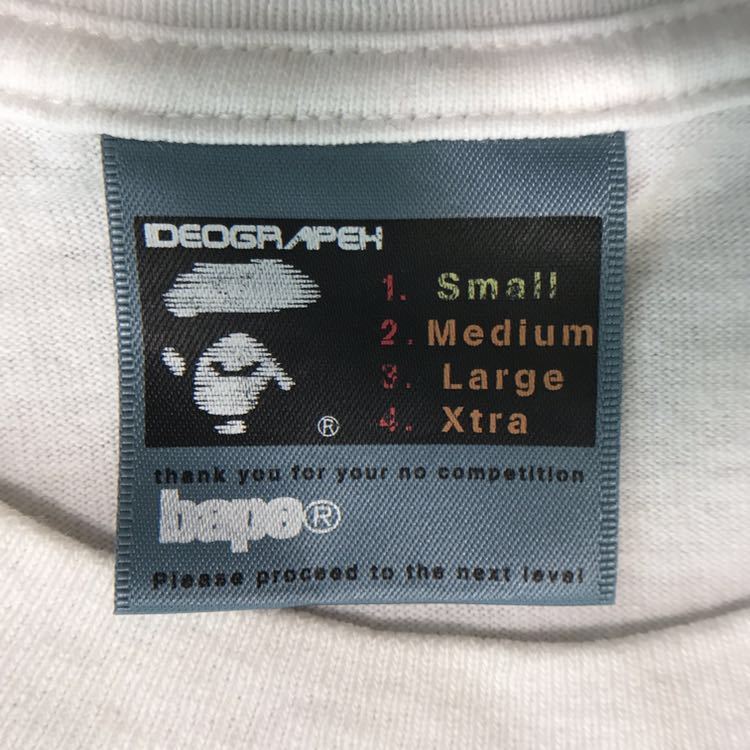 IDEOGRAPEH
1. Small
2. Medium
3. Large
4. Xtra
®
thank you for your no competition
bape®
Please proceed to the next level